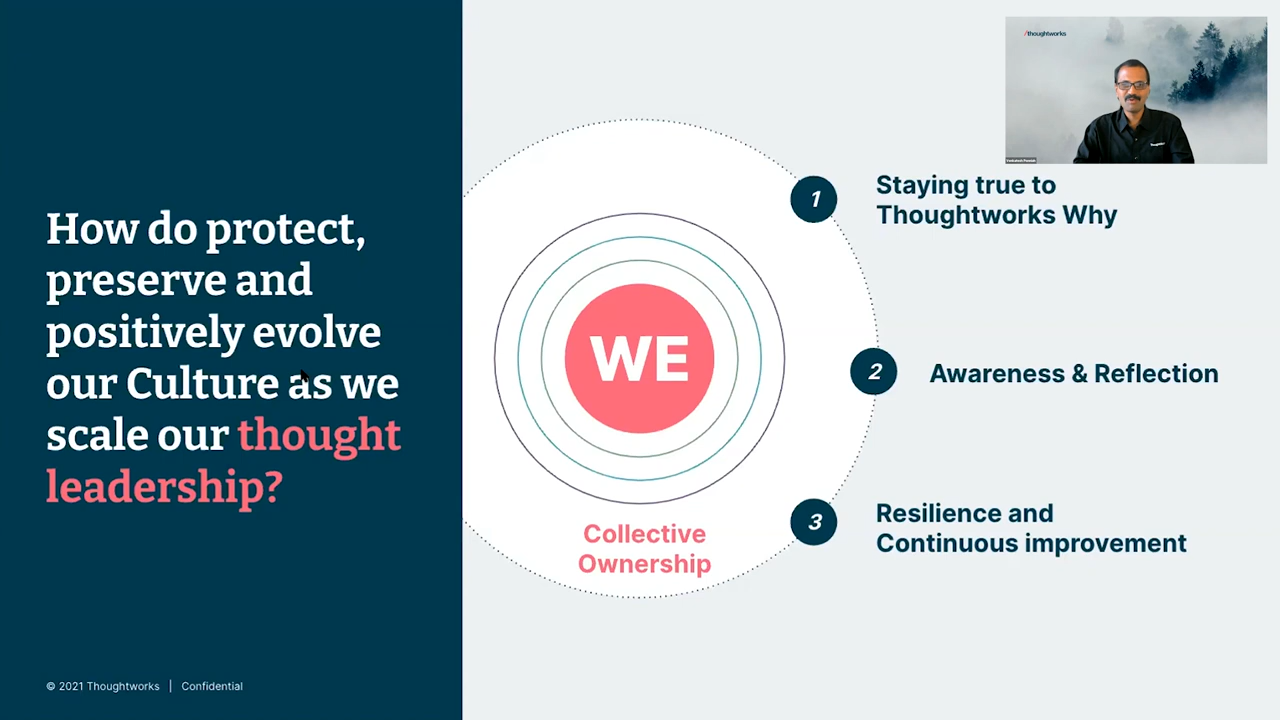 How do protect,
preserve and
positively evolve
our Culture as we
scale our thought
leadership?
© 2021 Thoughtworks | Confidential
WE
Collective
Ownership
1
Staying true to
Thoughtworks Why
2
Awareness & Reflection
3
Resilience and
Continuous improvement
/thoughtworks